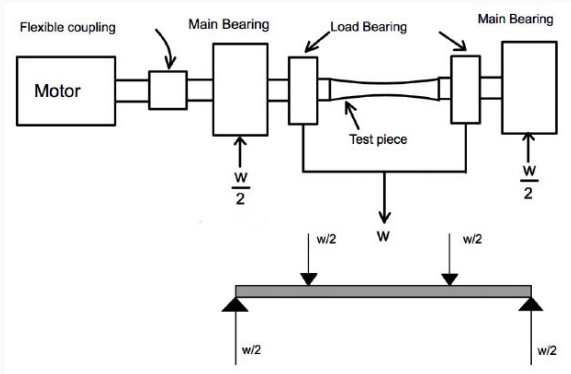 Flexible coupling
Main Bearing
Load Bearing
Main Bearing
Motor
Test piece
W
2
W
W
2
w/2
w/2
w/2
w/2